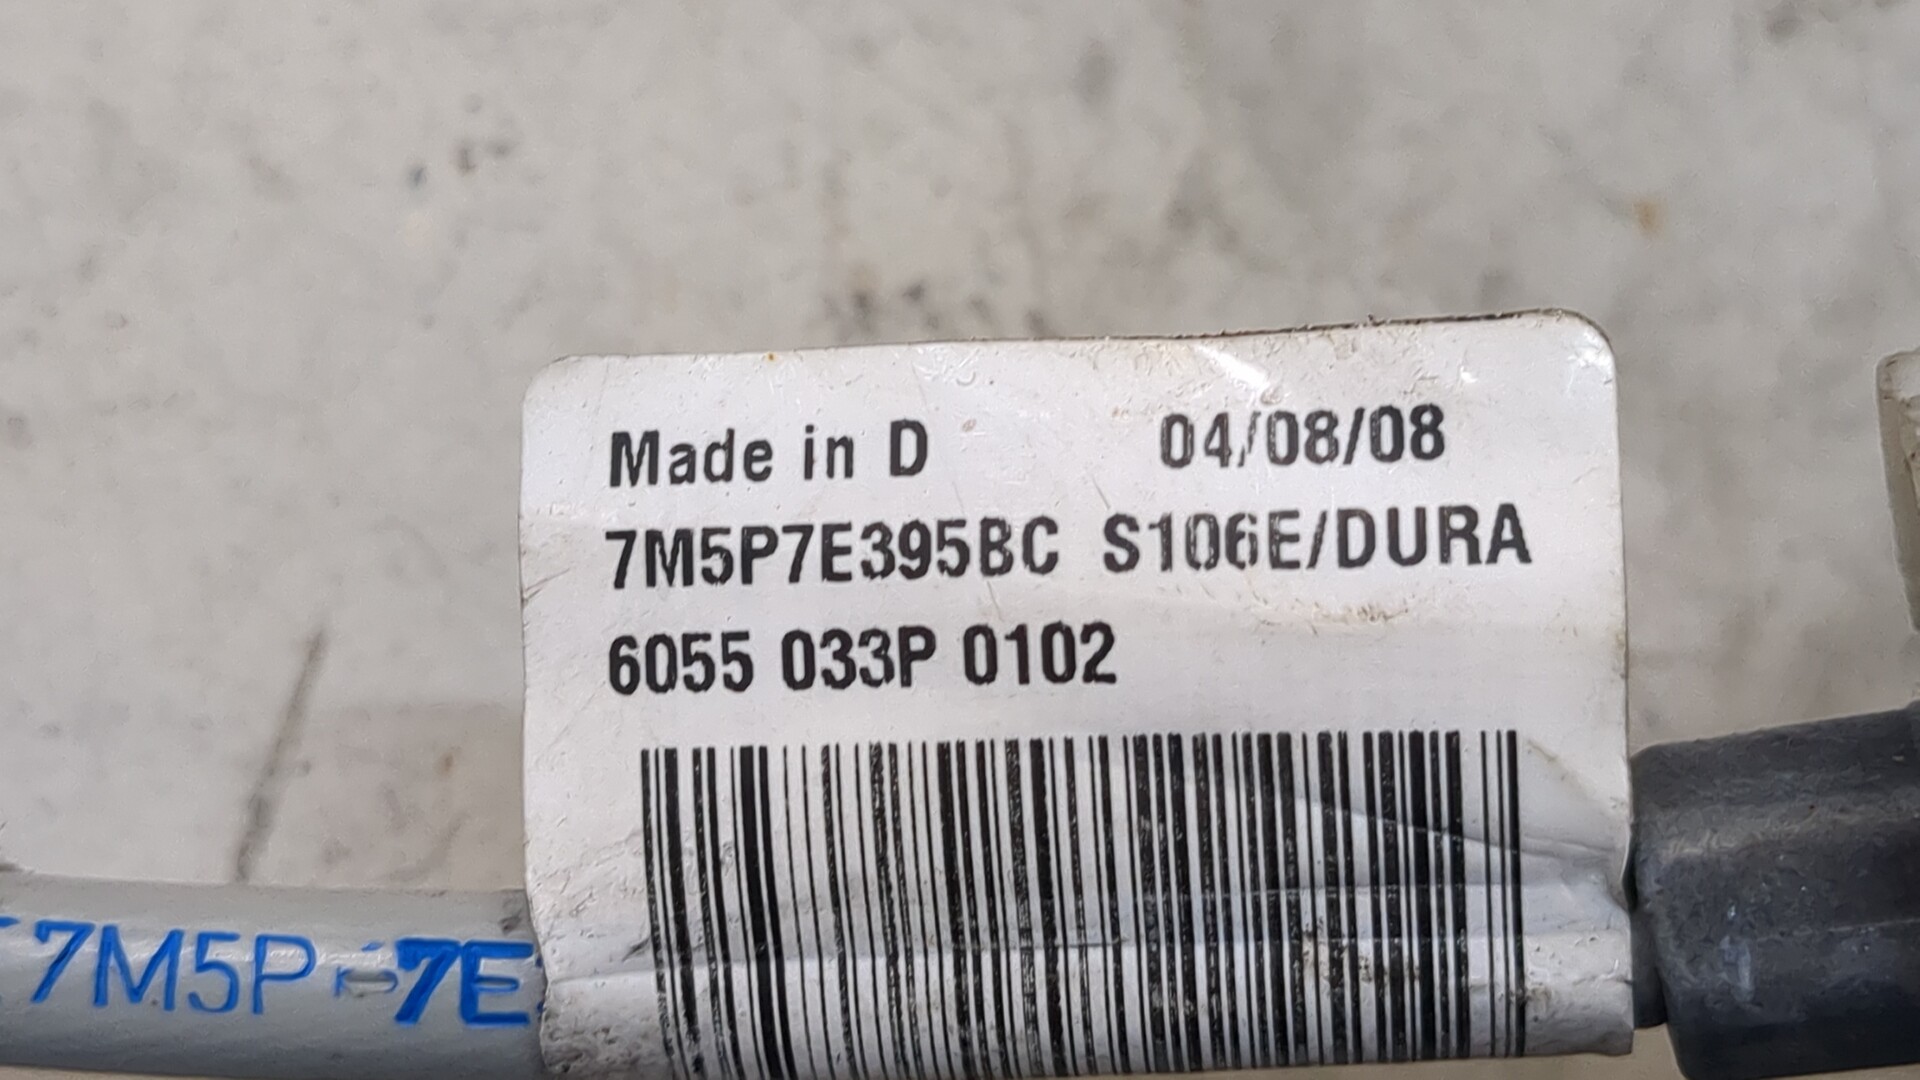 Made in D 04/08/08
7M5P7E395BC S106E/DURA
6055 033P 0102
7M5P-7E